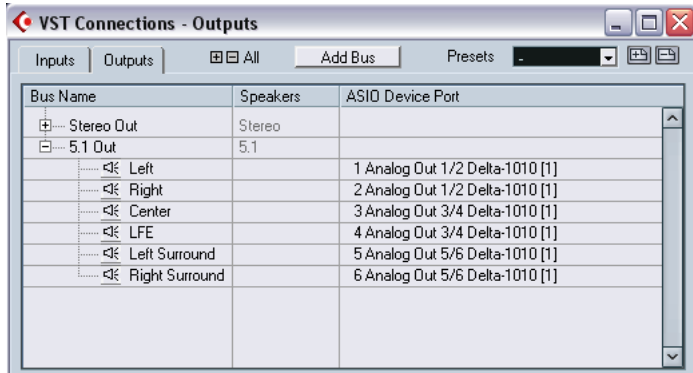 VST Connections - Outputs
Inputs Outputs All Add Bus Presets -
Bus Name Speakers ASIO Device Port
Stereo Out Stereo
5.1 Out 5.1
Left 1 Analog Out 1/2 Delta-1010 [1]
Right 2 Analog Out 1/2 Delta-1010 [1]
Center 3 Analog Out 3/4 Delta-1010 [1]
LFE 4 Analog Out 3/4 Delta-1010 [1]
Left Surround 5 Analog Out 5/6 Delta-1010 [1]
Right Surround 6 Analog Out 5/6 Delta-1010 [1]